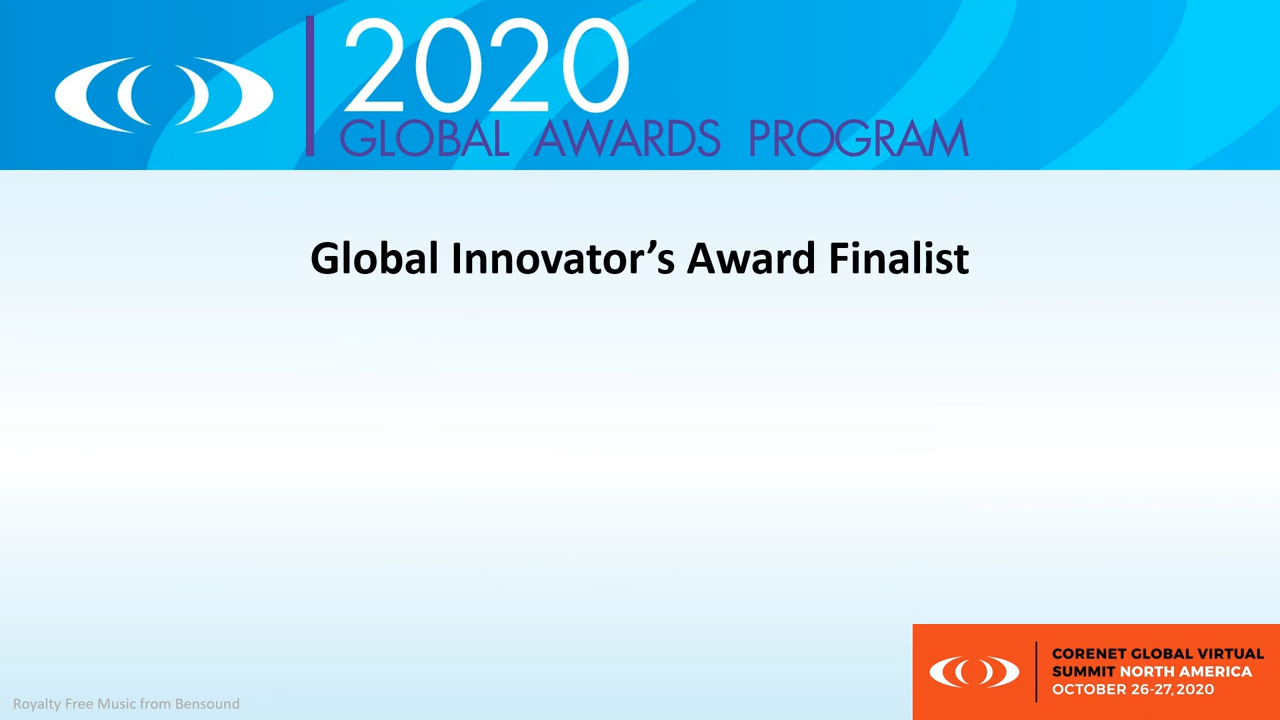 2020
GLOBAL AWARDS PROGRAM
Global Innovator’s Award Finalist
CORENET GLOBAL VIRTUAL
SUMMIT NORTH AMERICA
OCTOBER 26-27, 2020
Royalty Free Music from Bensound